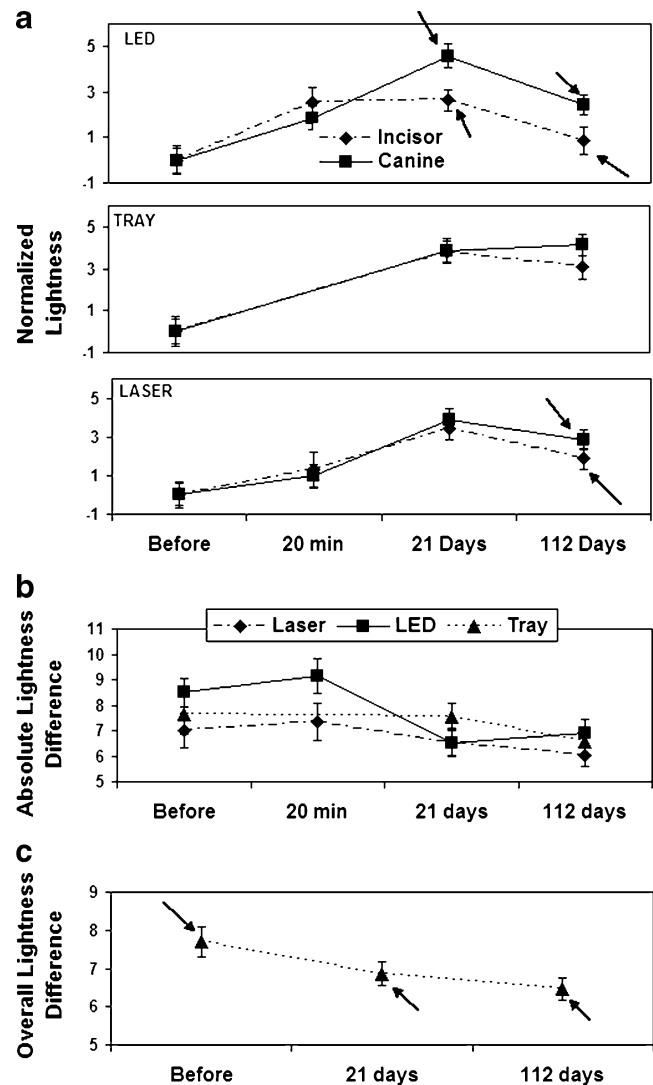 a
LED
5
3
1
-1
Incisor
Canine
Normalized
Lightness
TRAY
5
3
1
-1
LASER
5
3
1
-1
Before 20 min 21 Days 112 Days
b
Laser LED Tray
Absolute Lightness
Difference
11
10
9
8
7
6
5
Before 20 min 21 days 112 days
c
Overall Lightness
Difference
9
8
7
6
5
Before 21 days 112 days